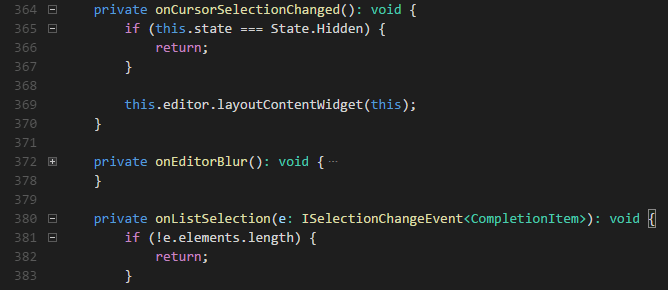 364 private onCursorSelectionChanged(): void {
365 if (this.state === State.Hidden) {
366 return;
367 }
368
369 this.editor.layoutContentWidget(this);
370 }
371
372 private onEditorBlur(): void { ⋯
378 }
379
380 private onListSelection(e: ISelectionChangeEvent<CompletionItem>): void {
381 if (!e.elements.length) {
382 return;
383 }